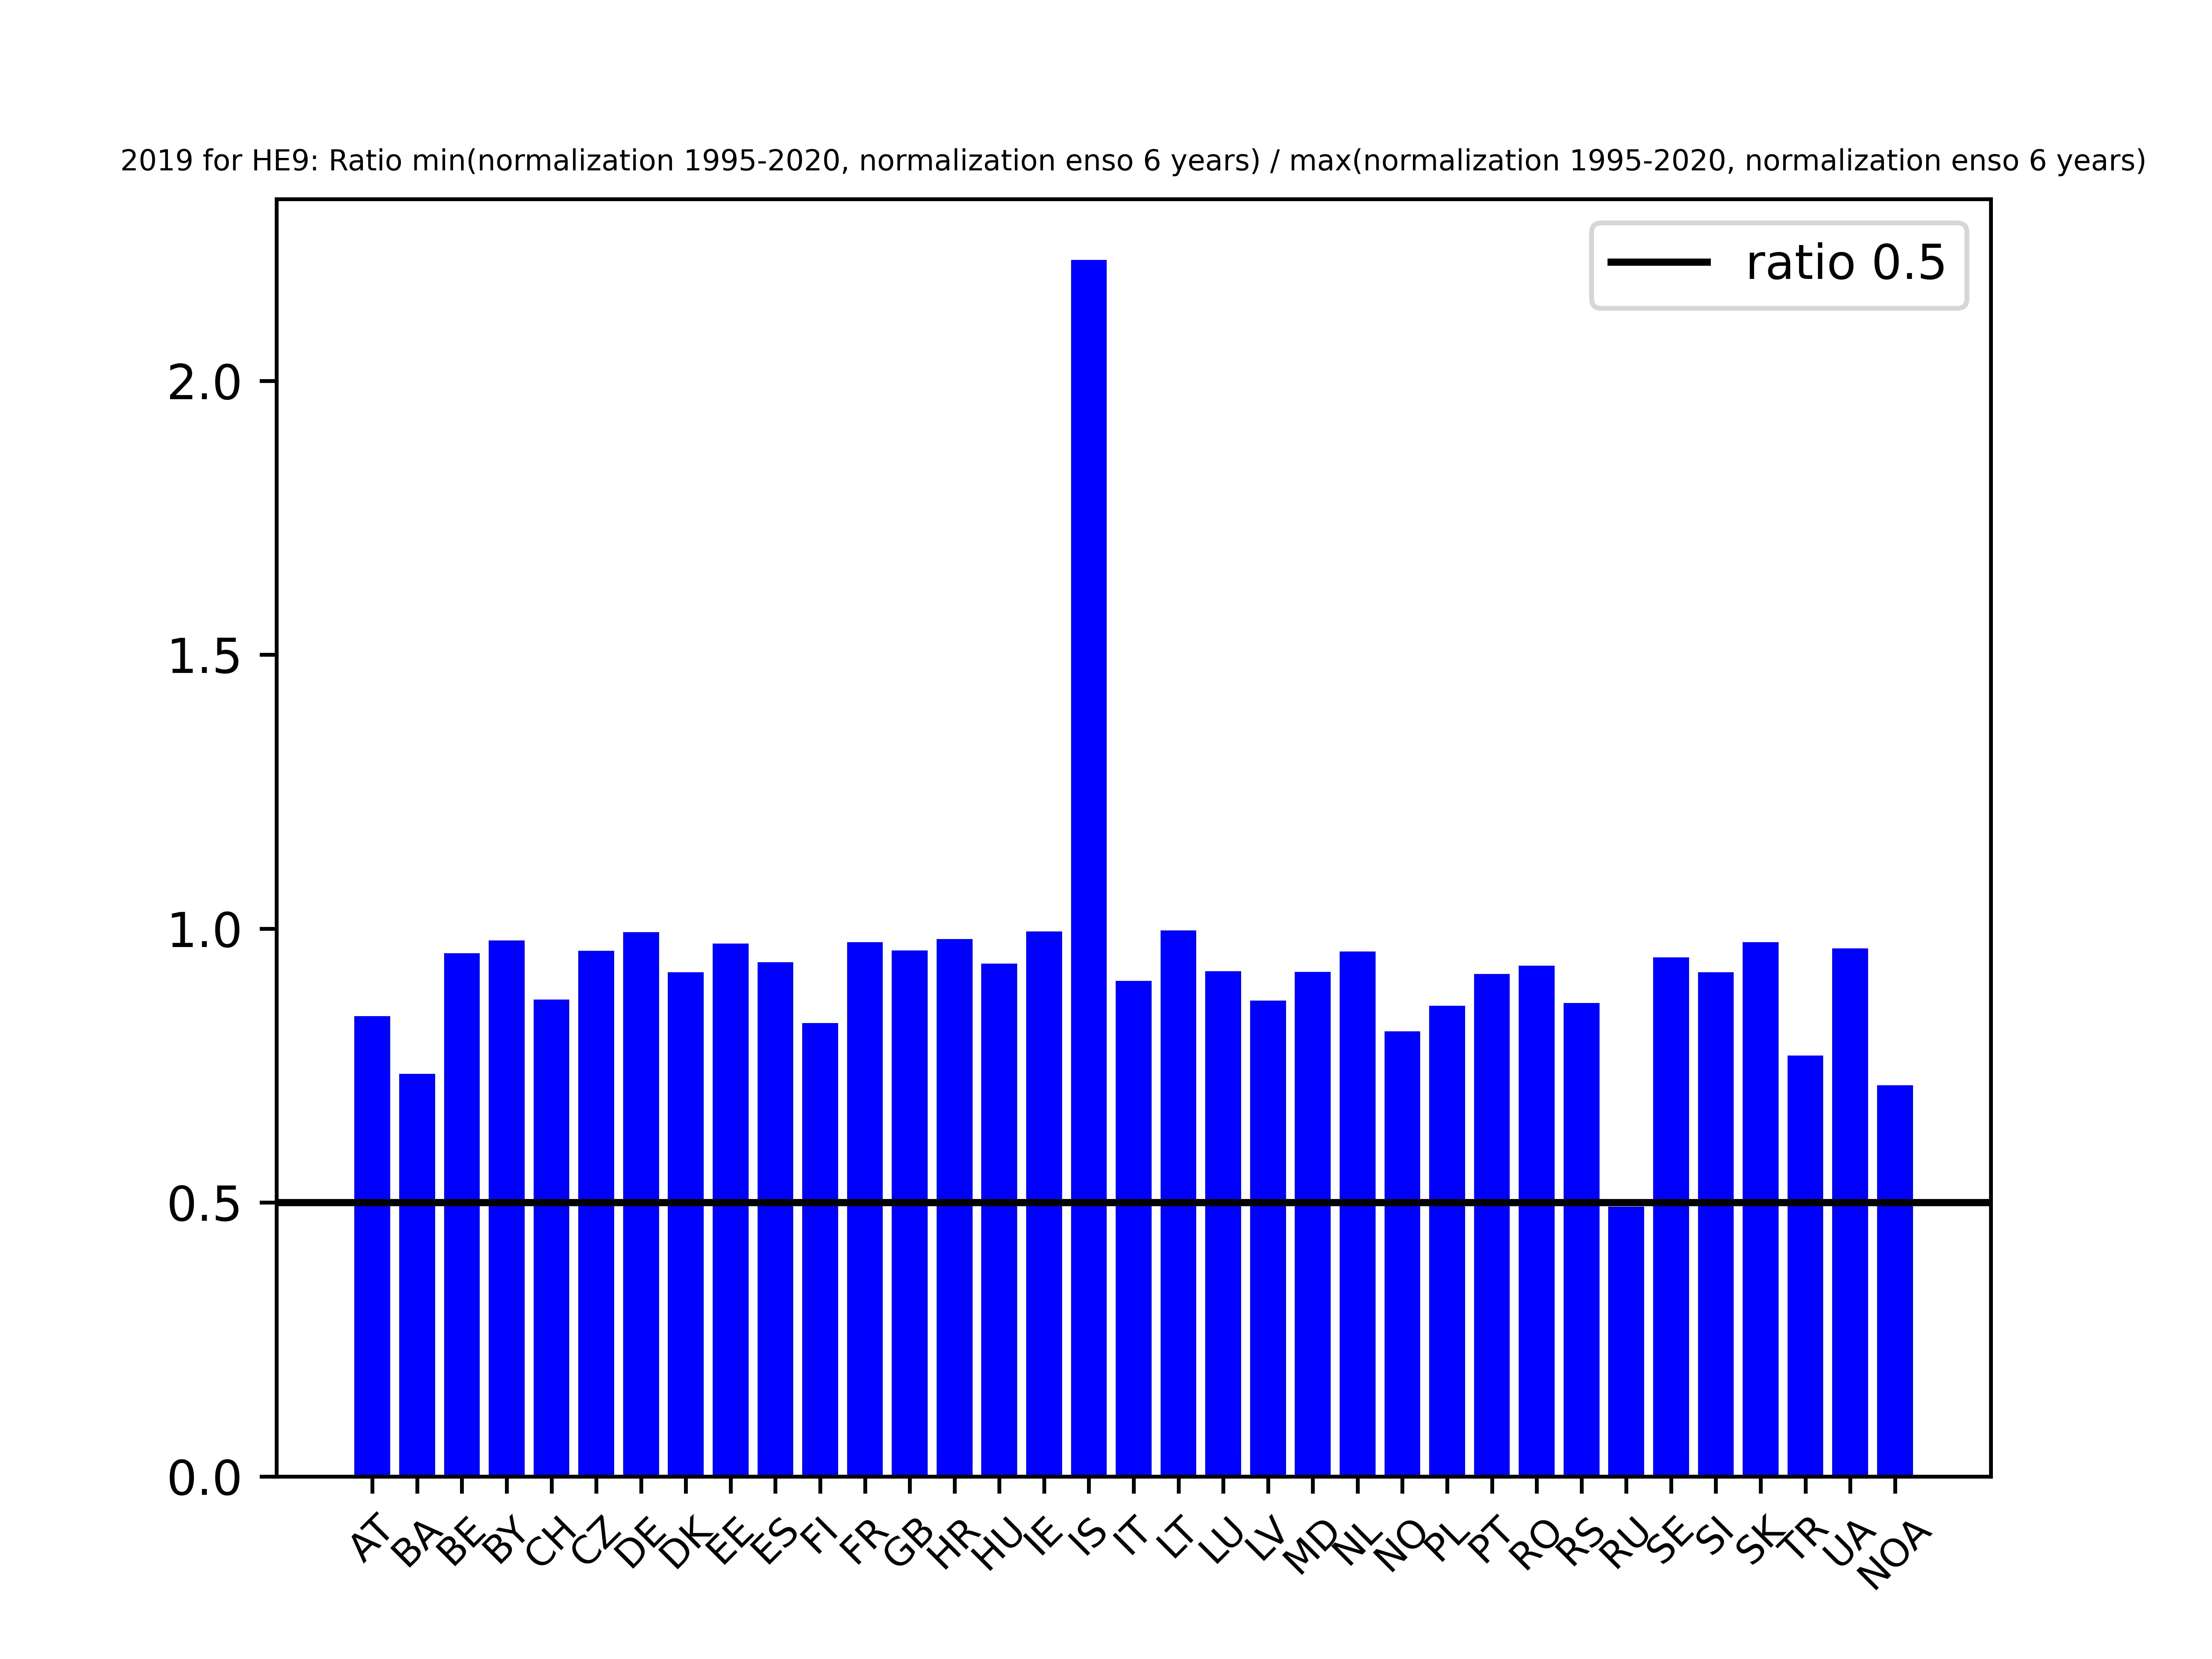 2019 for HE9: Ratio min(normalization 1995-2020, normalization enso 6 years) / max(normalization 1995-2020, normalization enso 6 years)
ratio 0.5
2.0
1.5
1.0
0.5
0.0
AT BA BE BY CH CZ DE DK EE ES FI FR GB HR HU IE IS IT LT LU LV MD NL NO PL PT RO RS RU SE SI SK TR UA NOA